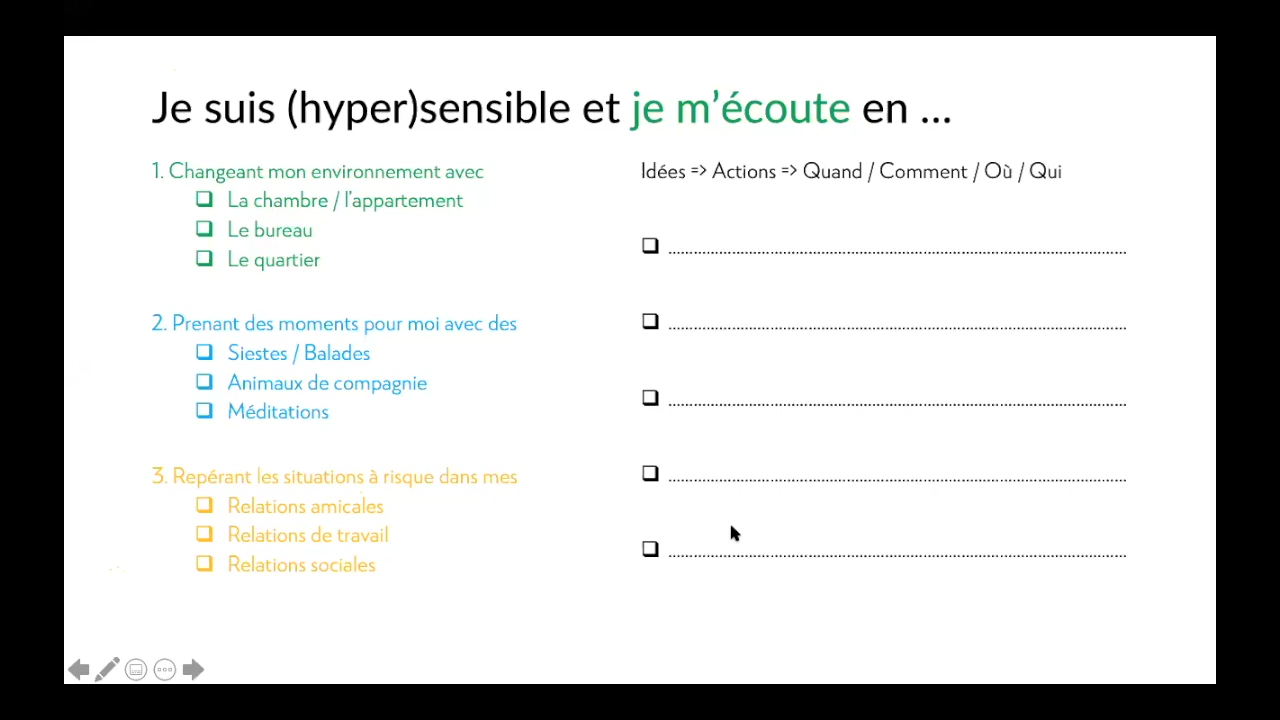 Je suis (hyper)sensible et je m’écoute en ...
1. Changeant mon environnement avec
❑ La chambre / l’appartement
❑ Le bureau
❑ Le quartier
2. Prenant des moments pour moi avec des
❑ Siestes / Balades
❑ Animaux de compagnie
❑ Méditations
3. Repérant les situations à risque dans mes
❑ Relations amicales
❑ Relations de travail
❑ Relations sociales
Idées => Actions => Quand / Comment / Où / Qui
❑ ........................................................................
❑ ........................................................................
❑ ........................................................................
❑ ........................................................................
❑ ........................................................................